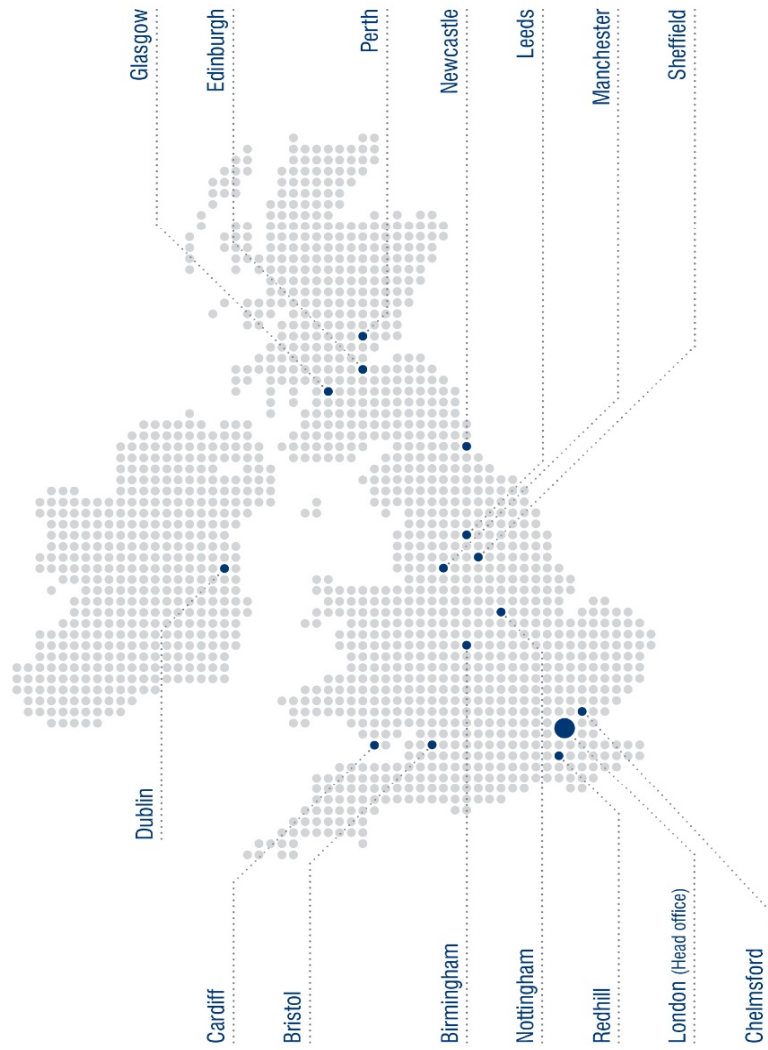 Glasgow
Edinburgh
Perth
Newcastle
Leeds
Manchester
Sheffield
Dublin
Cardiff
Bristol
Birmingham
Nottingham
Redhill
London (Head office)
Chelmsford